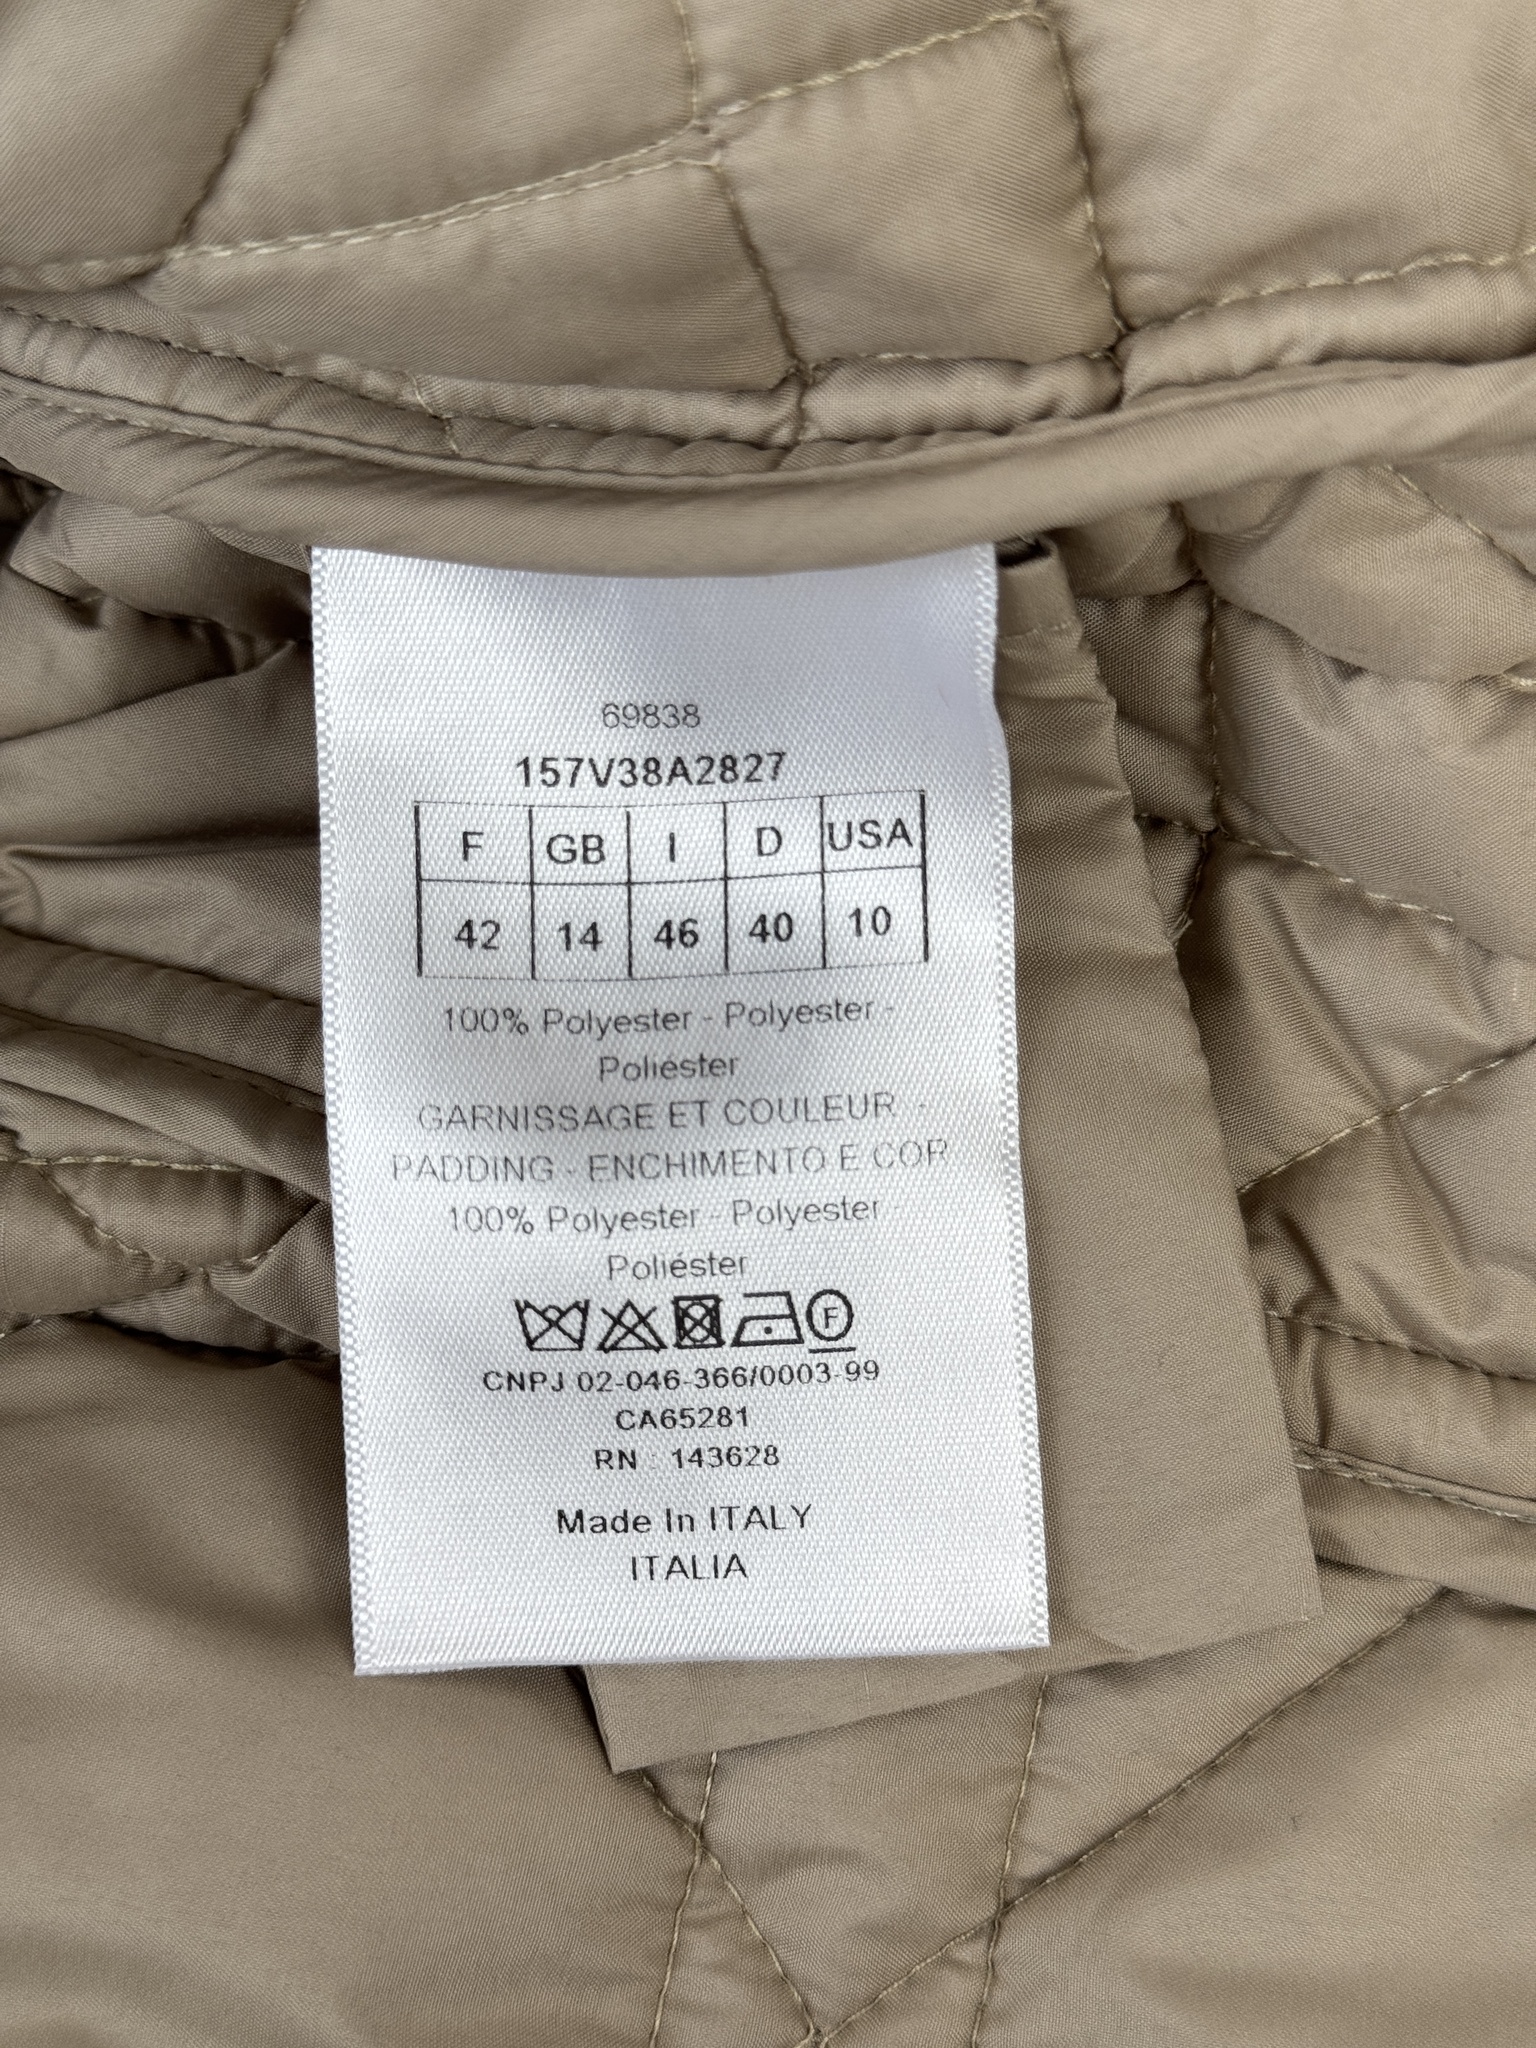 69838
157V38A2827
F GB I D USA
42 14 46 40 10
100% Polyester - Polyester -
Poliéster
GARNISSAGE ET COULEUR -
PADDING - ENCHIMENTO E COR
100% Polyester - Polyester -
Poliéster
F
CNPJ 02-046-366/0003-99
CA65281
RN : 143628
Made In ITALY
ITALIA